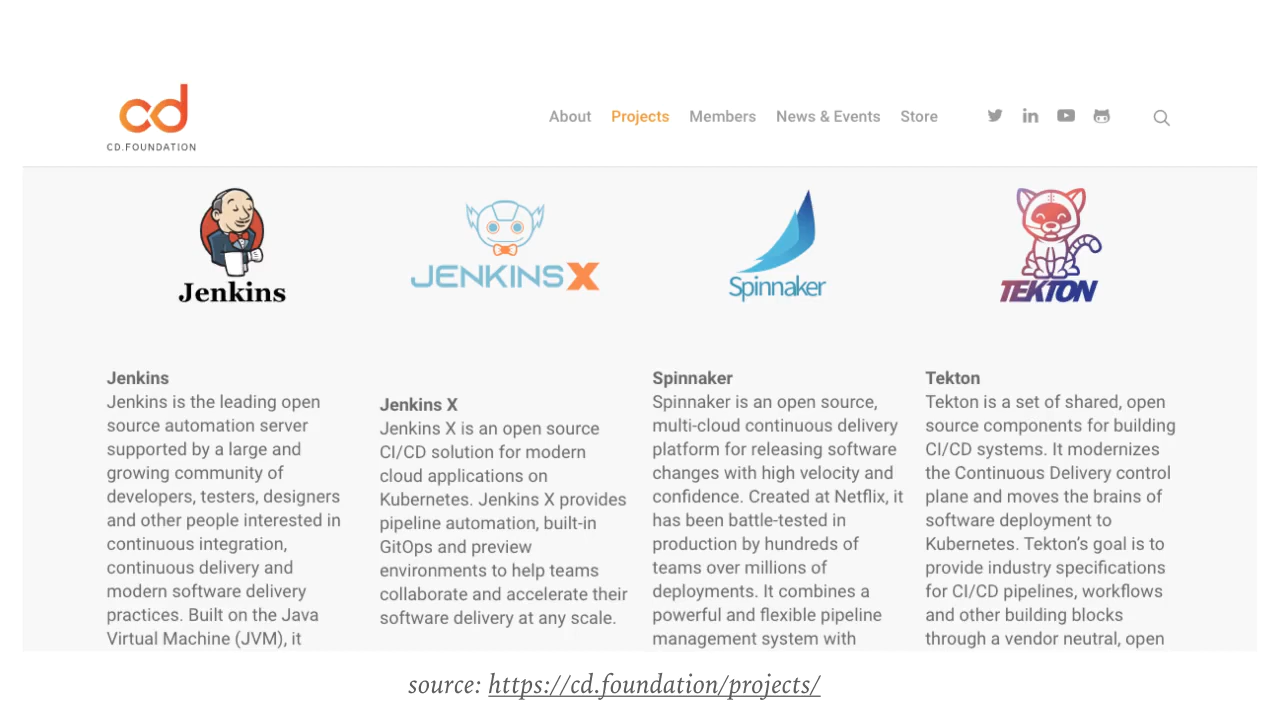 cd
CD.FOUNDATION
About Projects Members News & Events Store
Jenkins
JENKINS X
Spinnaker
TEKTON
Jenkins
Jenkins is the leading open
source automation server
supported by a large and
growing community of
developers, testers, designers
and other people interested in
continuous integration,
continuous delivery and
modern software delivery
practices. Built on the Java
Virtual Machine (JVM), it
Jenkins X
Jenkins X is an open source
CI/CD solution for modern
cloud applications on
Kubernetes. Jenkins X provides
pipeline automation, built-in
GitOps and preview
environments to help teams
collaborate and accelerate their
software delivery at any scale.
Spinnaker
Spinnaker is an open source,
multi-cloud continuous delivery
platform for releasing software
changes with high velocity and
confidence. Created at Netflix, it
has been battle-tested in
production by hundreds of
teams over millions of
deployments. It combines a
powerful and flexible pipeline
management system with
Tekton
Tekton is a set of shared, open
source components for building
CI/CD systems. It modernizes
the Continuous Delivery control
plane and moves the brains of
software deployment to
Kubernetes. Tekton’s goal is to
provide industry specifications
for CI/CD pipelines, workflows
and other building blocks
through a vendor neutral, open
source: https://cd.foundation/projects/